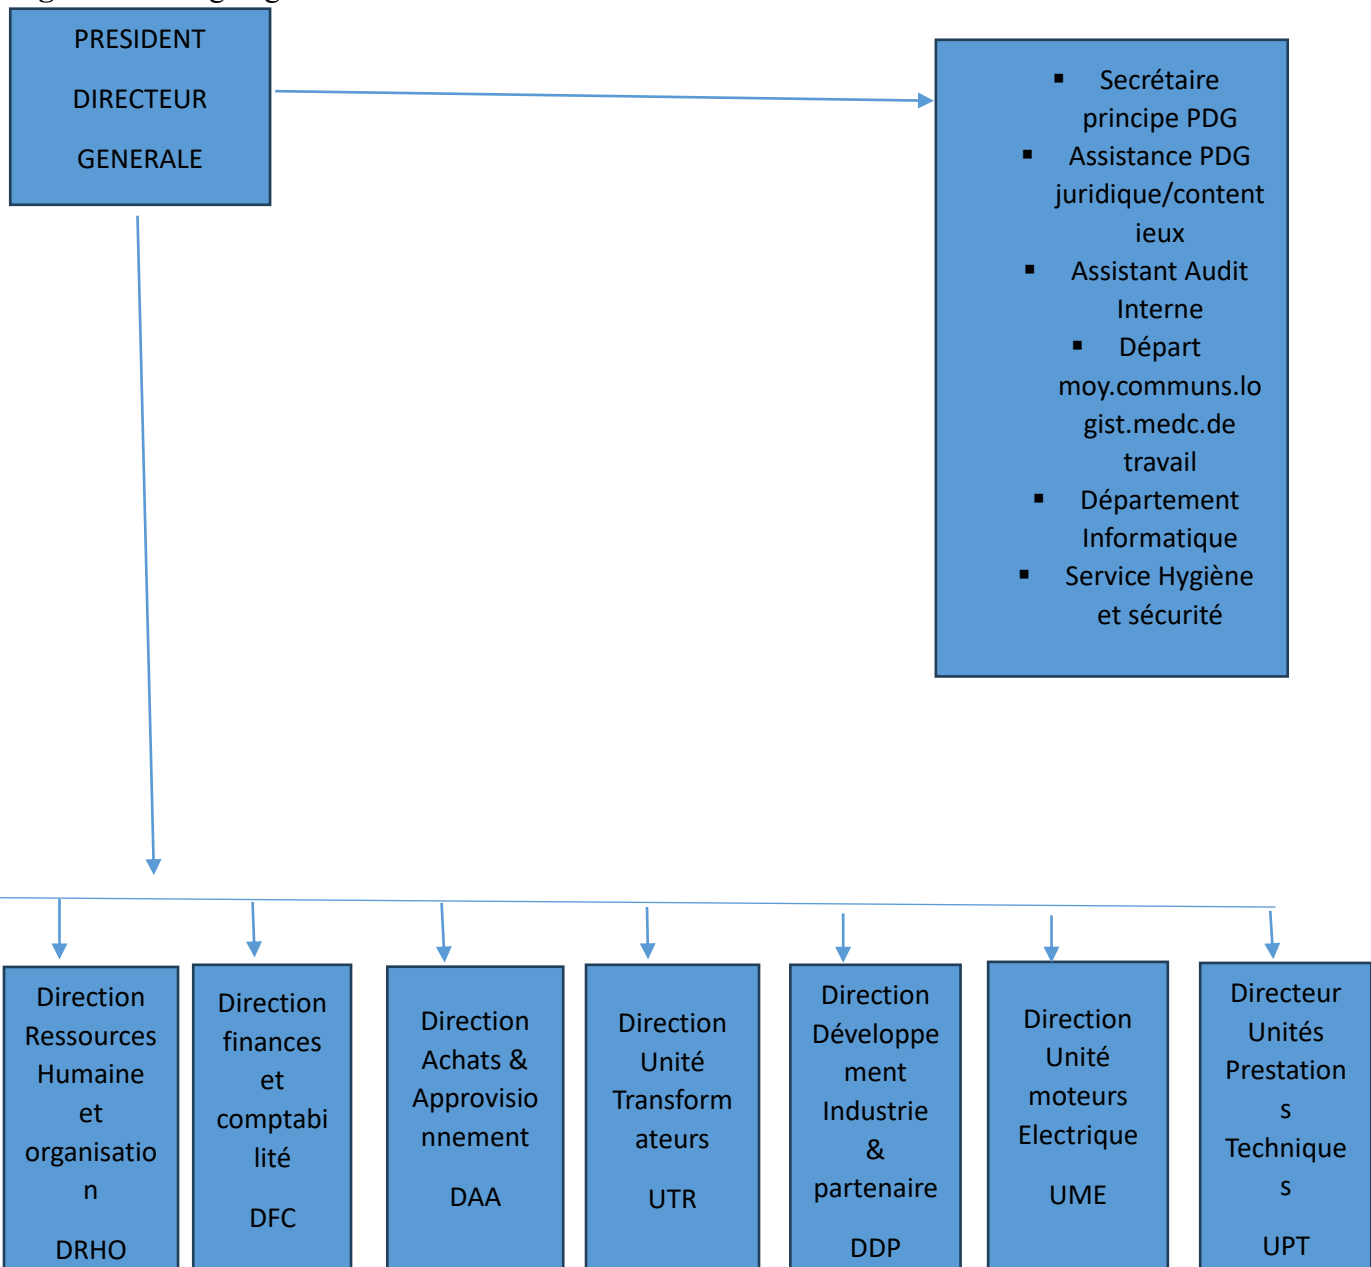 PRESIDENT
DIRECTEUR
GENERALE
▪ Secrétaire
principe PDG
▪ Assistance PDG
juridique/content
ieux
▪ Assistant Audit
Interne
▪ Départ
moy.communs.lo
gist.medc.de
travail
▪ Département
Informatique
▪ Service Hygiène
et sécurité
Direction
Ressources
Humaine
et
organisatio
n
DRHO
Direction
finances
et
comptabi
lité
DFC
Direction
Achats &
Approvisio
nnement
DAA
Direction
Unité
Transform
ateurs
UTR
Direction
Développe
ment
Industrie
&
partenaire
DDP
Direction
Unité
moteurs
Electrique
UME
Directeur
Unités
Prestation
s
Technique
s
UPT